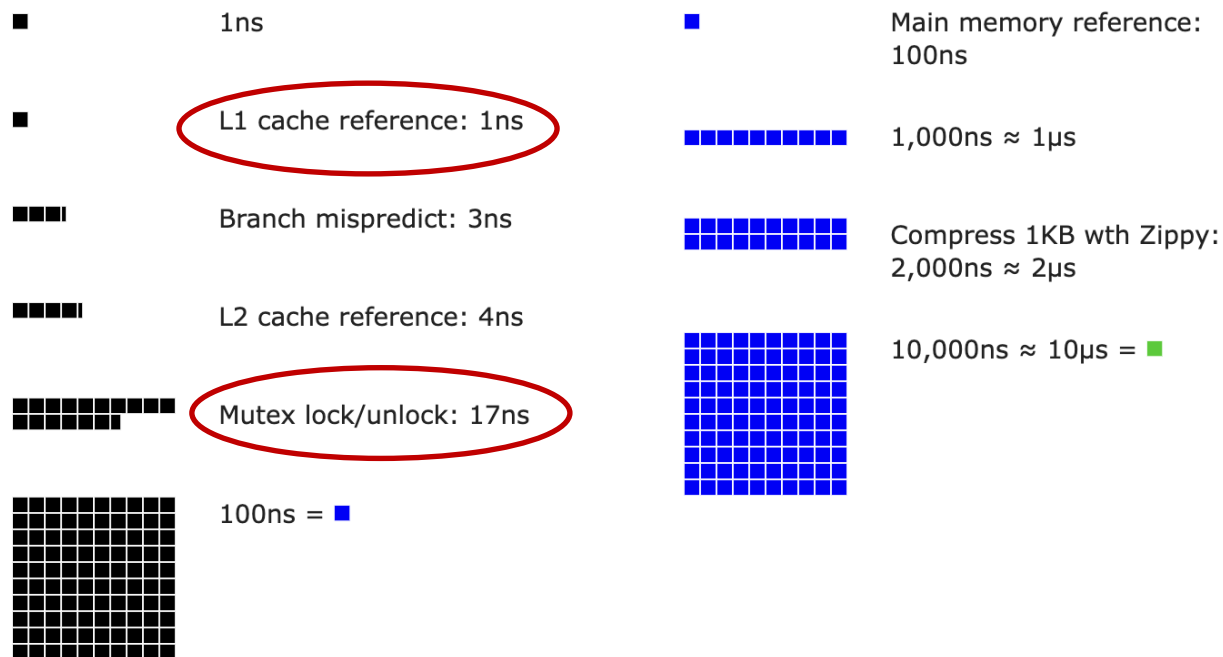 1ns
L1 cache reference: 1ns
Branch mispredict: 3ns
L2 cache reference: 4ns
Mutex lock/unlock: 17ns
100ns =
Main memory reference:
100ns
1,000ns ≈ 1µs
Compress 1KB wth Zippy:
2,000ns ≈ 2µs
10,000ns ≈ 10µs =